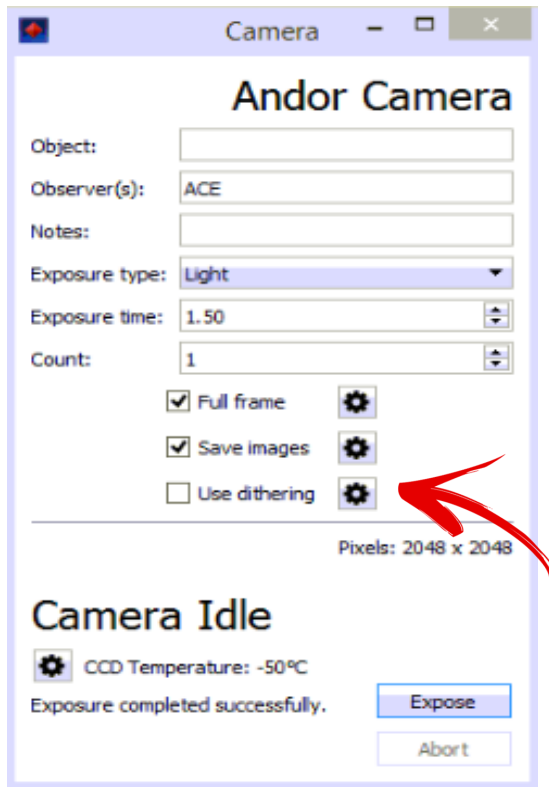 Camera
Andor Camera
Object:
Observer(s): ACE
Notes:
Exposure type: Light
Exposure time: 1.50
Count: 1
Full frame
Save images
Use dithering
Pixels: 2048 x 2048
Camera Idle
CCD Temperature: -50ºC
Exposure completed successfully. Expose
Abort